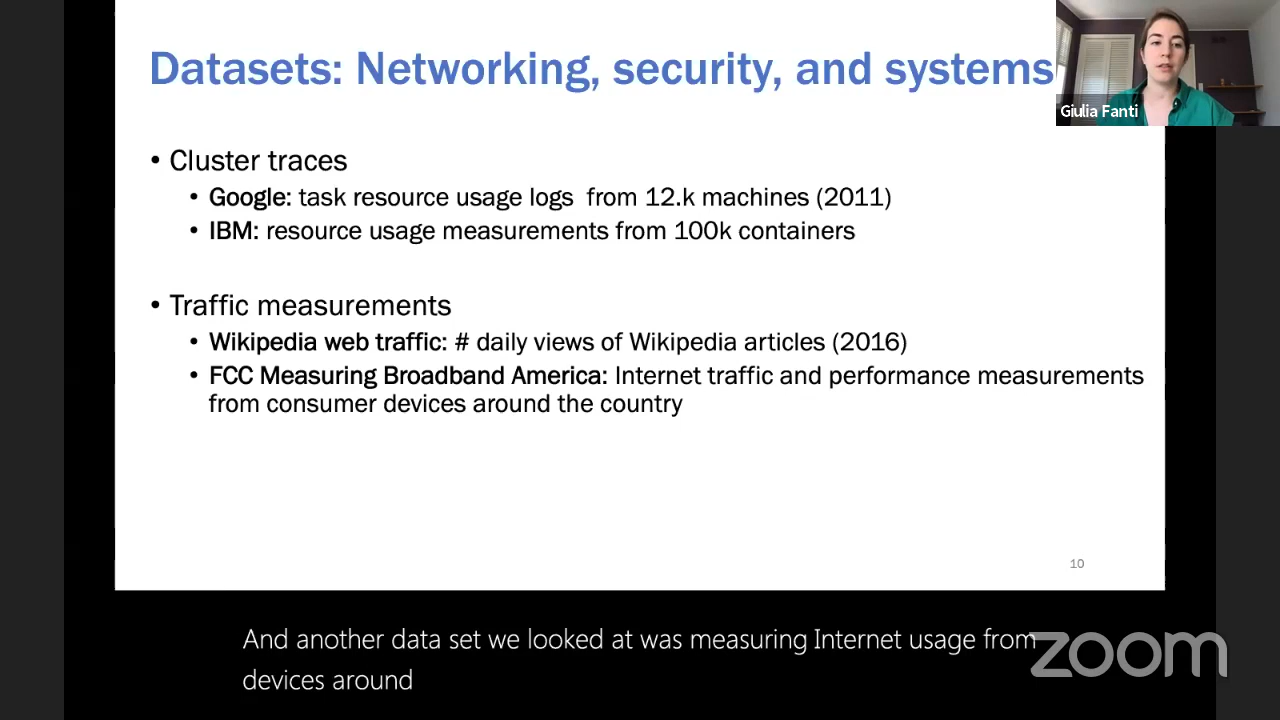 Datasets: Networking, security, and systems
Giulia Fanti
• Cluster traces
• Google: task resource usage logs from 12.k machines (2011)
• IBM: resource usage measurements from 100k containers
• Traffic measurements
• Wikipedia web traffic: # daily views of Wikipedia articles (2016)
• FCC Measuring Broadband America: Internet traffic and performance measurements
from consumer devices around the country
10
And another data set we looked at was measuring Internet usage from
devices around
zoom